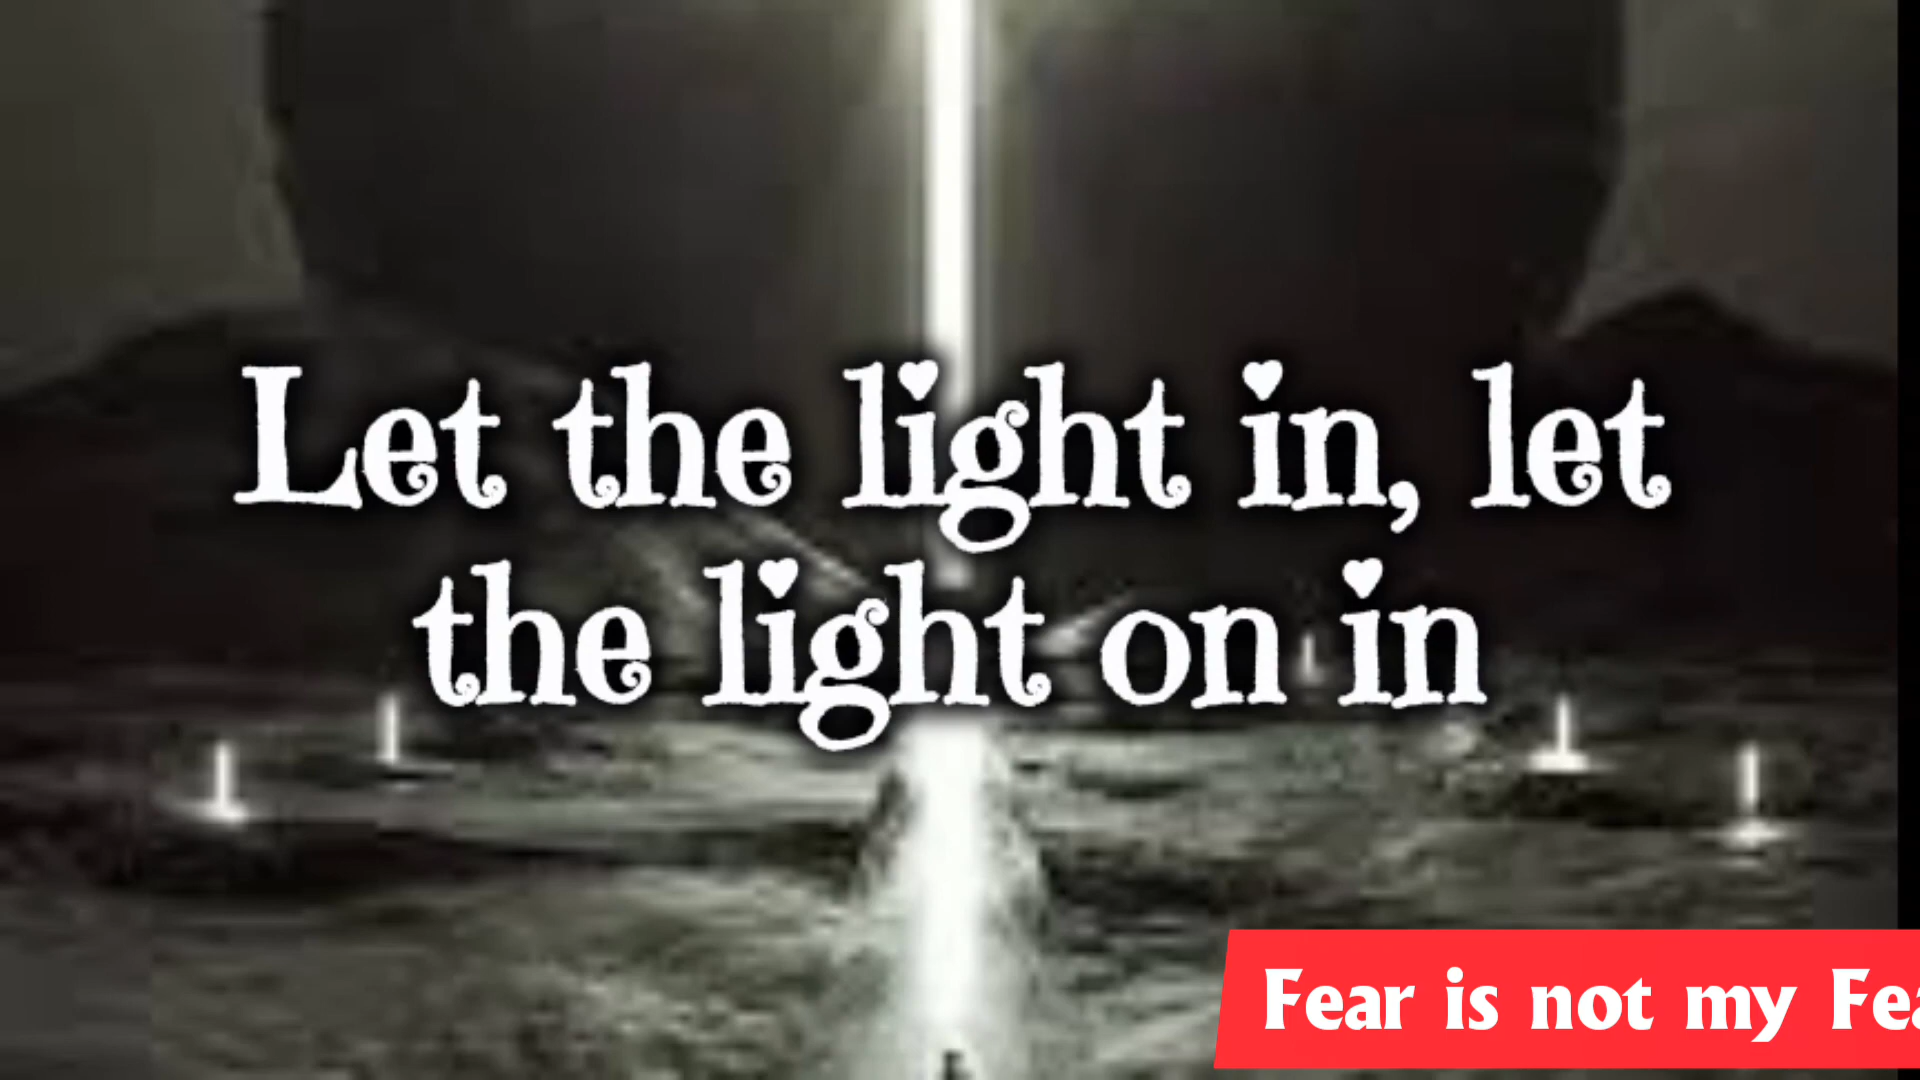 Let the light in, let
the light on in
Fear is not my